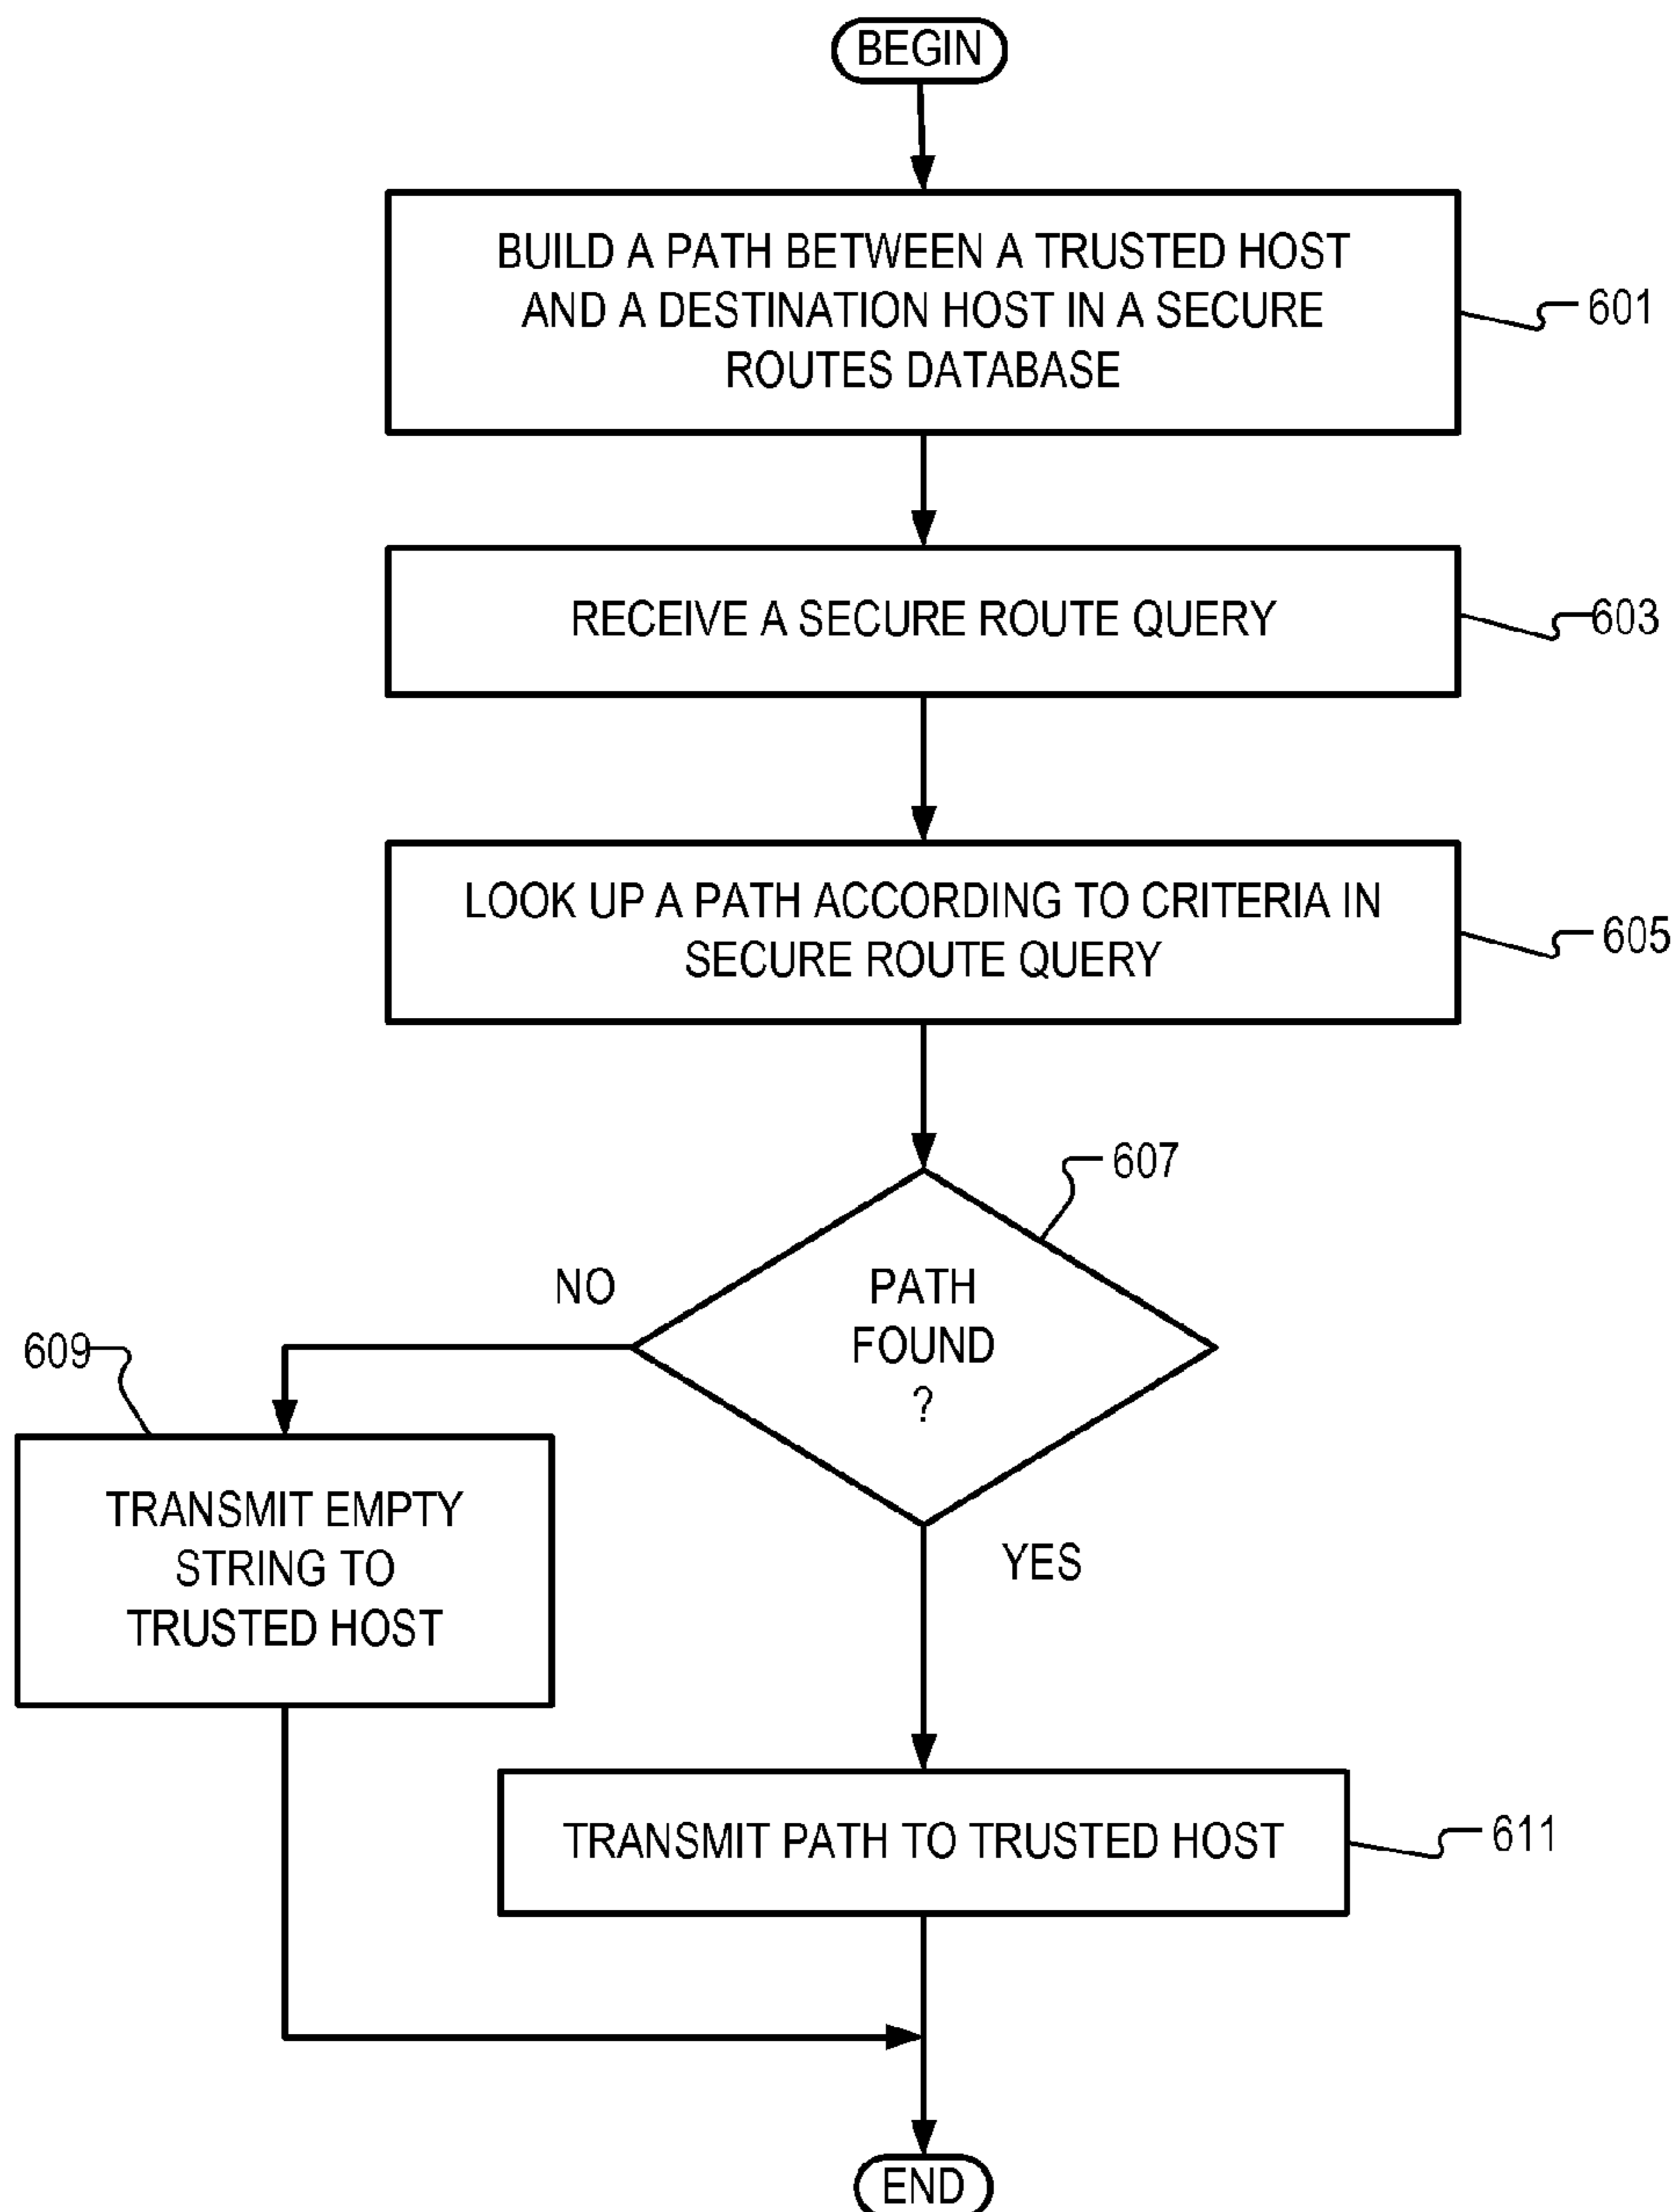 BEGIN
BUILD A PATH BETWEEN A TRUSTED HOST
AND A DESTINATION HOST IN A SECURE
ROUTES DATABASE
601
RECEIVE A SECURE ROUTE QUERY
603
LOOK UP A PATH ACCORDING TO CRITERIA IN
SECURE ROUTE QUERY
605
607
PATH
FOUND
?
NO
609
TRANSMIT EMPTY
STRING TO
TRUSTED HOST
YES
TRANSMIT PATH TO TRUSTED HOST
611
END